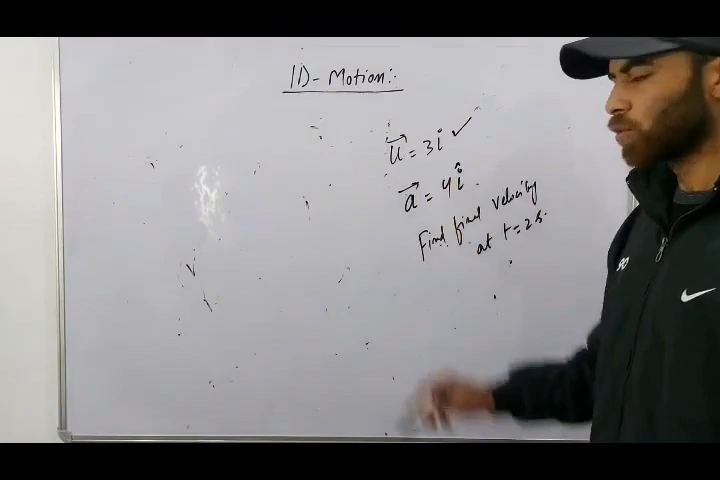 1D- Motion:-
u⃗ = 3î ✓
a⃗ = 4î.
Find final velocity
at t=2s.